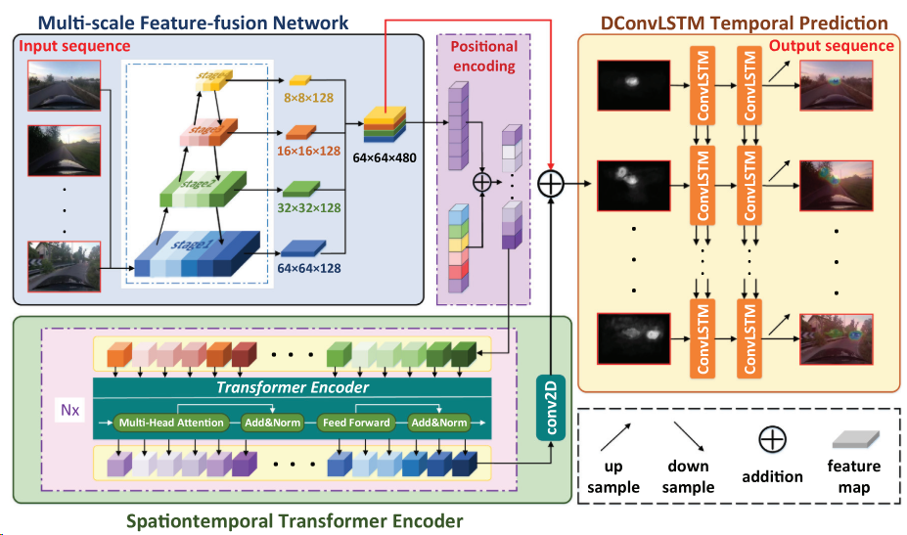 Multi-scale Feature-fusion Network
Input sequence
stage4
stage3
stage2
stage1
8×8×128
16×16×128
32×32×128
64×64×128
64×64×480
Positional
encoding
DConvLSTM Temporal Prediction
Output sequence
ConvLSTM
ConvLSTM
ConvLSTM
ConvLSTM
ConvLSTM
ConvLSTM
Nx
Transformer Encoder
Multi-Head Attention
Add&Norm
Feed Forward
Add&Norm
conv2D
Spationtemporal Transformer Encoder
up
sample
down
sample
addition
feature
map